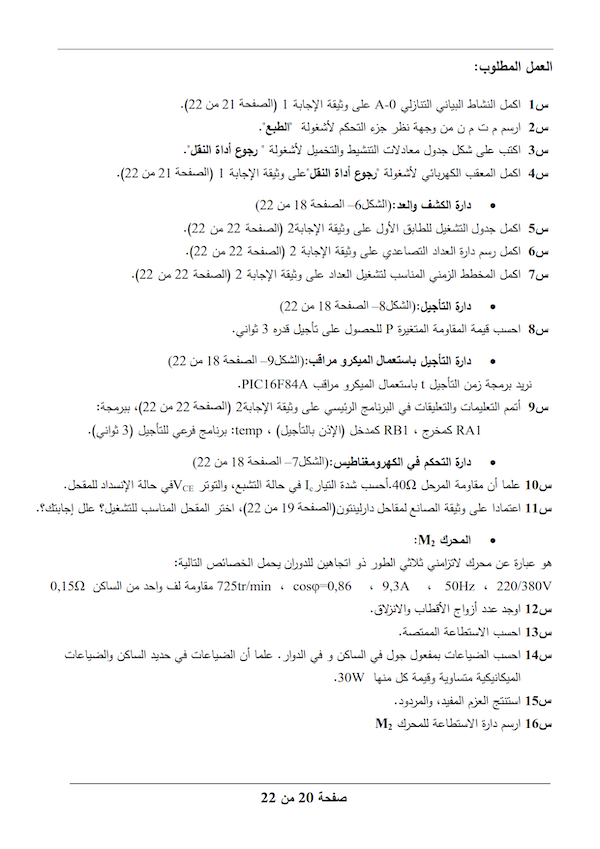 العمل المطلوب:
س1 اكمل النشاط البياني التنازلي A-0 على وثيقة الإجابة 1 (الصفحة 21 من 22).
س2 ارسم م ت م ن من وجهة نظر جزء التحكم لأشغولة "الطبع".
س3 اكتب على شكل جدول معادلات التنشيط والتخميل لأشغولة " رجوع أداة النقل".
س4 اكمل المعقب الكهربائي لأشغولة "رجوع أداة النقل"على وثيقة الإجابة 1 (الصفحة 21 من 22).
• دارة الكشف والعد:(الشكل6– الصفحة 18 من 22)
س5 اكمل جدول التشغيل للطابق الأول على وثيقة الإجابة2 (الصفحة 22 من 22).
س6 اكمل رسم دارة العداد التصاعدي على وثيقة الإجابة 2 (الصفحة 22 من 22).
س7 اكمل المخطط الزمني المناسب لتشغيل العداد على وثيقة الإجابة 2 (الصفحة 22 من 22).
• دارة التأجيل:(الشكل8– الصفحة 18 من 22)
س8 احسب قيمة المقاومة المتغيرة P للحصول على تأجيل قدره 3 ثواني.
• دارة التأجيل باستعمال الميكرو مراقب:(الشكل9– الصفحة 18 من 22)
نريد برمجة زمن التأجيل t باستعمال الميكرو مراقب PIC16F84A.
س9 أتمم التعليمات والتعليقات في البرنامج الرئيسي على وثيقة الإجابة2 (الصفحة 22 من 22)، ببرمجة:
RA1 كمخرج ، RB1 كمدخل (الإذن بالتأجيل) ، temp: برنامج فرعي للتأجيل (3 ثواني).
• دارة التحكم في الكهرومغناطيس:(الشكل7– الصفحة 18 من 22)
س10 علما أن مقاومة المرحل 40Ω.أحسب شدة التيار Ic في حالة التشبع، والتوتر VCEفي حالة الإنسداد للمقحل.
س11 اعتمادا على وثيقة الصانع لمقاحل دارلينتون(الصفحة 19 من 22)، اختر المقحل المناسب للتشغيل؟ علل إجابتك؟.
• المحرك M2:
هو عبارة عن محرك لاتزامني ثلاثي الطور ذو اتجاهين للدوران يحمل الخصائص التالية:
220/380V ، 50Hz ، 9,3A ، cosφ=0,86 ، 725tr/min مقاومة لف واحد من الساكن 0,15Ω
س12 اوجد عدد أزواج الأقطاب والانزلاق.
س13 احسب الاستطاعة الممتصة.
س14 احسب الضياعات بمفعول جول في الساكن و في الدوار. علما أن الضياعات في حديد الساكن والضياعات
الميكانيكية متساوية وقيمة كل منها 30W.
س15 استنتج العزم المفيد، والمردود.
س16 ارسم دارة الاستطاعة للمحرك M2
صفحة 20 من 22